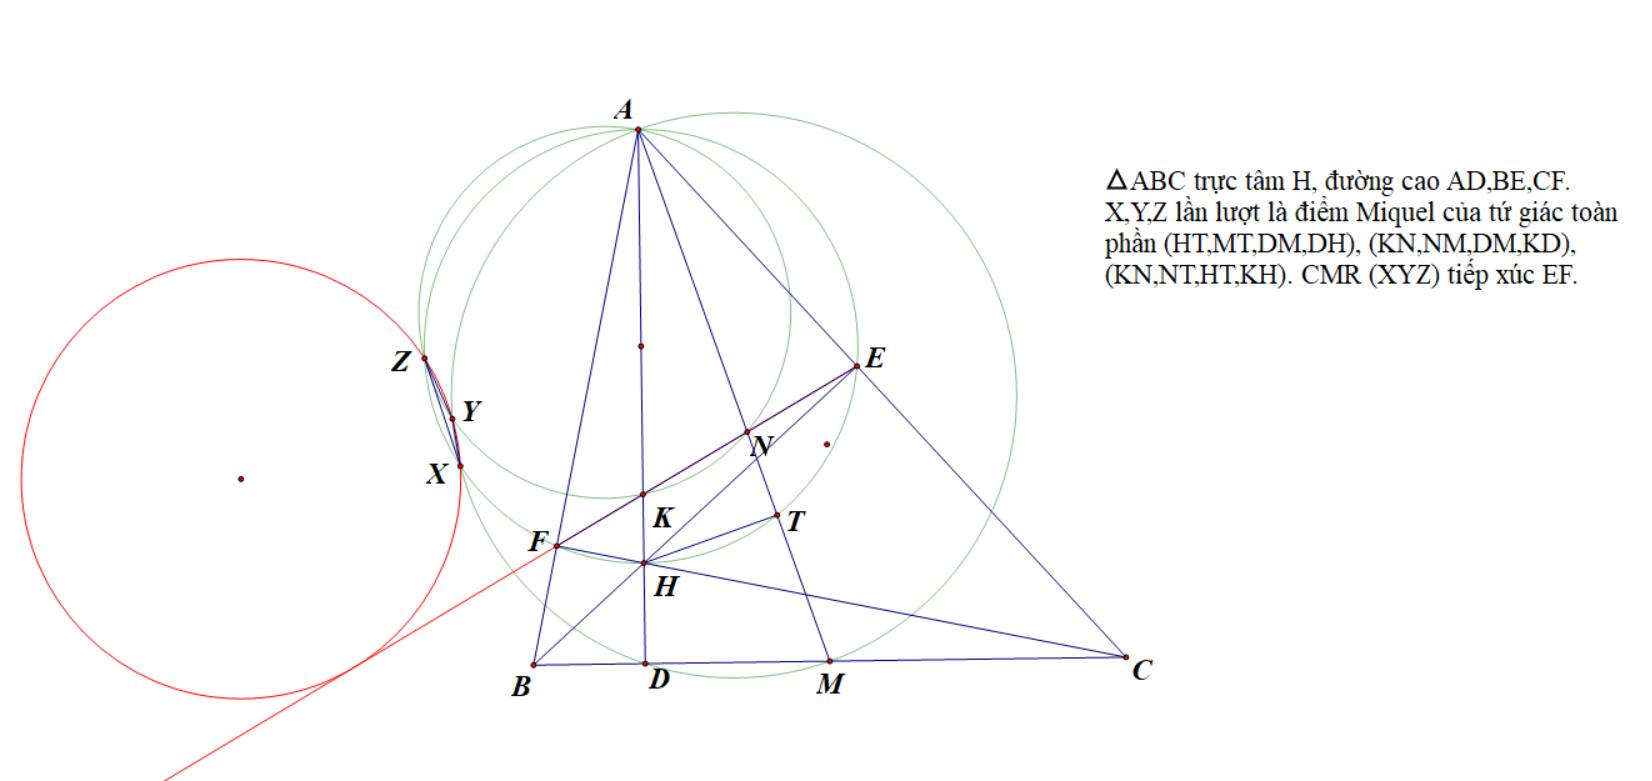 A
△ABC trực tâm H, đường cao AD,BE,CF.
X,Y,Z lần lượt là điểm Miquel của tứ giác toàn
phần (HT,MT,DM,DH), (KN,NM,DM,KD),
(KN,NT,HT,KH). CMR (XYZ) tiếp xúc EF.
Z
E
Y
N
X
K
T
F
H
B
D
M
C